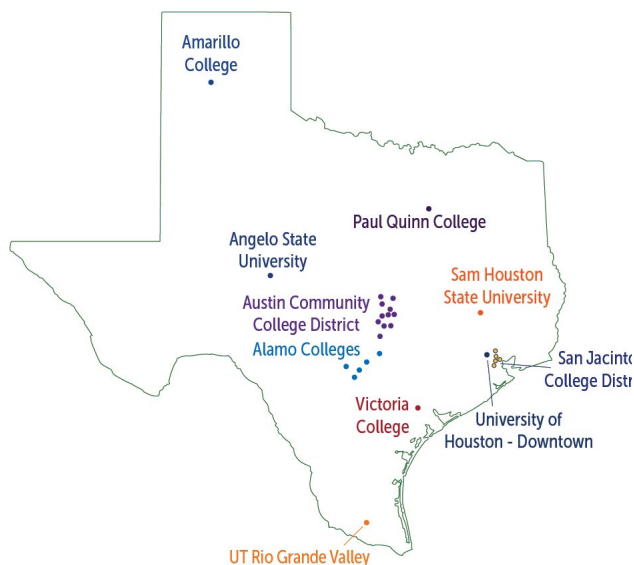 Amarillo
College
Paul Quinn College
Angelo State
University
Sam Houston
State University
Austin Community
College District
Alamo Colleges
San Jacinto
College Distr
Victoria
College
University of
Houston - Downtown
UT Rio Grande Valley